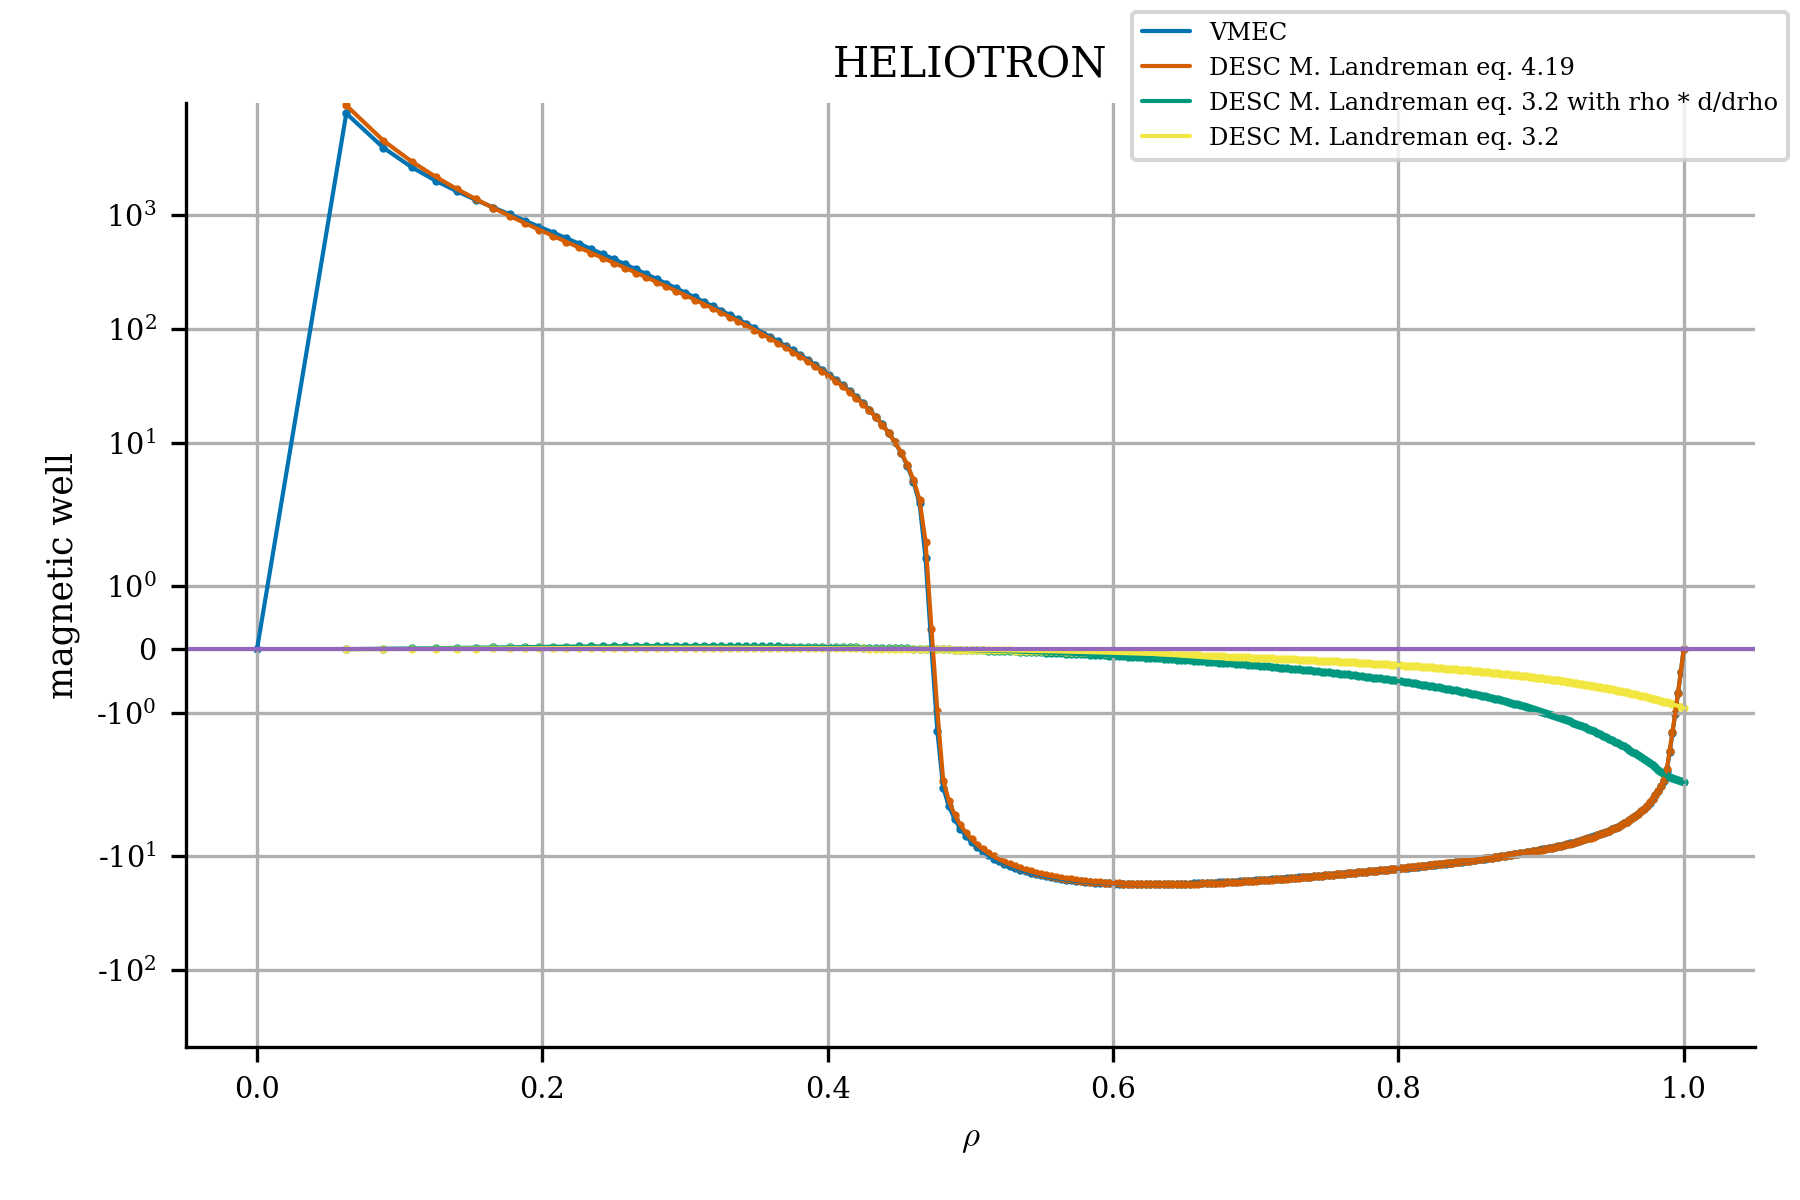 HELIOTRON
VMEC
DESC M. Landreman eq. 4.19
DESC M. Landreman eq. 3.2 with rho * d/drho
DESC M. Landreman eq. 3.2
magnetic well
10³
10²
10¹
10⁰
0
-10⁰
-10¹
-10²
0.0 0.2 0.4 0.6 0.8 1.0
ρ